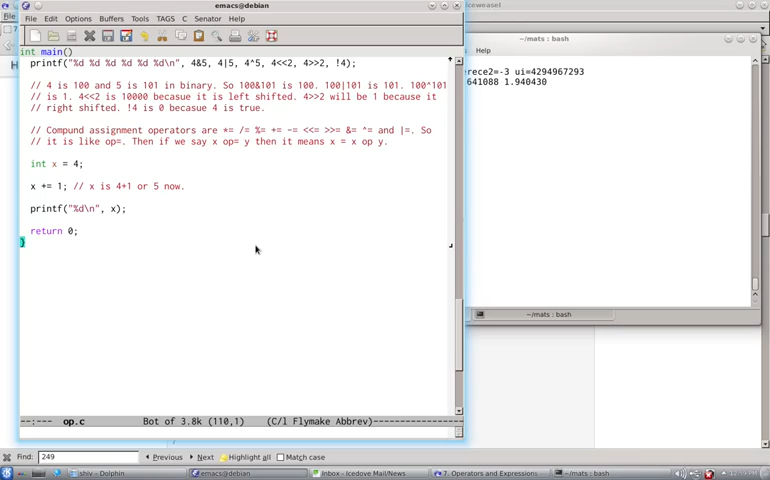 emacs@debian
File Edit Options Buffers Tools TAGS C Senator Help
int main()
printf("%d %d %d %d %d %d\n", 4&5, 4|5, 4^5, 4<<2, 4>>2, !4);
// 4 is 100 and 5 is 101 in binary. So 100&101 is 100. 100|101 is 101. 100^101
// is 1. 4<<2 is 10000 becasue it is left shifted. 4>>2 will be 1 because it
// right shifted. !4 is 0 becasue 4 is true.
// Compund assignment operators are *= /= %= += -= <<= >>= &= ^= and |=. So
// it is like op=. Then if we say x op= y then it means x = x op y.
int x = 4;
x += 1; // x is 4+1 or 5 now.
printf("%d\n", x);
return 0;
}
--:--- op.c Bot of 3.8k (110,1) (C/l Flymake Abbrev)
ceweasel
~/mats : bash
Help
erece2=-3 ui=4294967293
641088 1.940430
~/mats : bash
Find: 249 Previous Next Highlight all Match case
shiv - Dolphin emacs@debian Inbox - Icedove Mail/News 7. Operators and Expressions ~/mats : bash